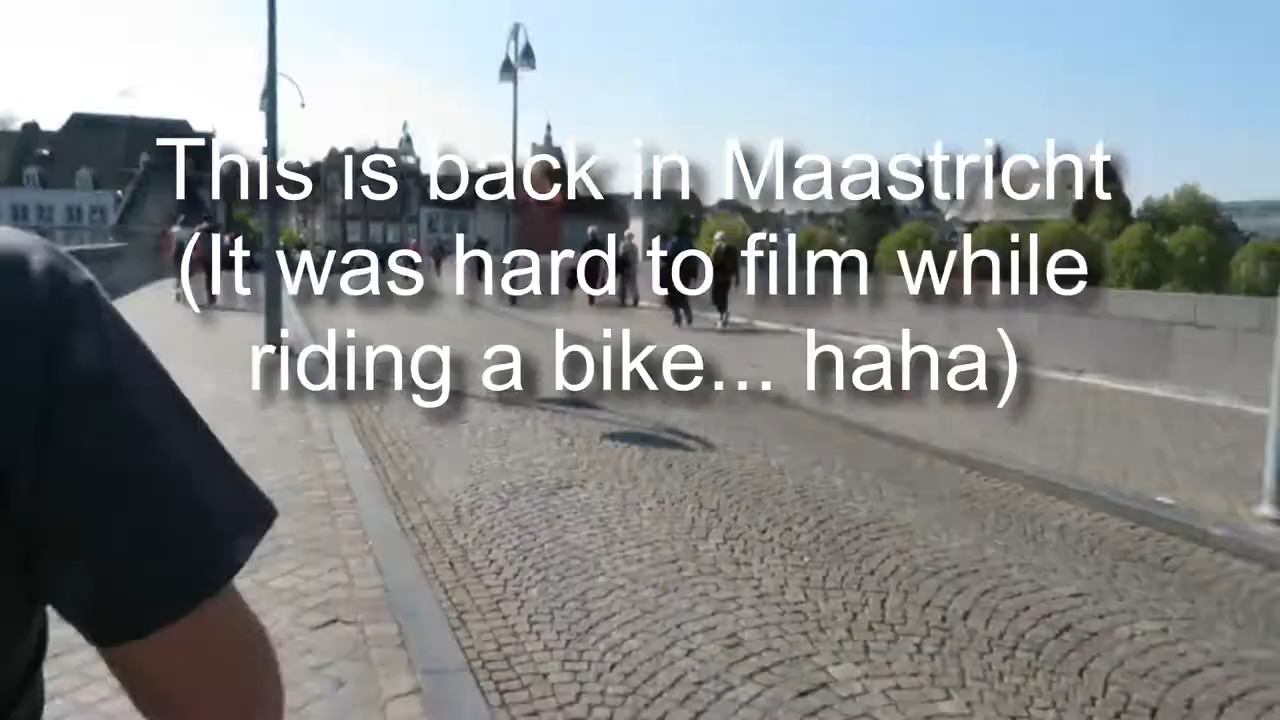 This is back in Maastricht
(It was hard to film while
riding a bike... haha)